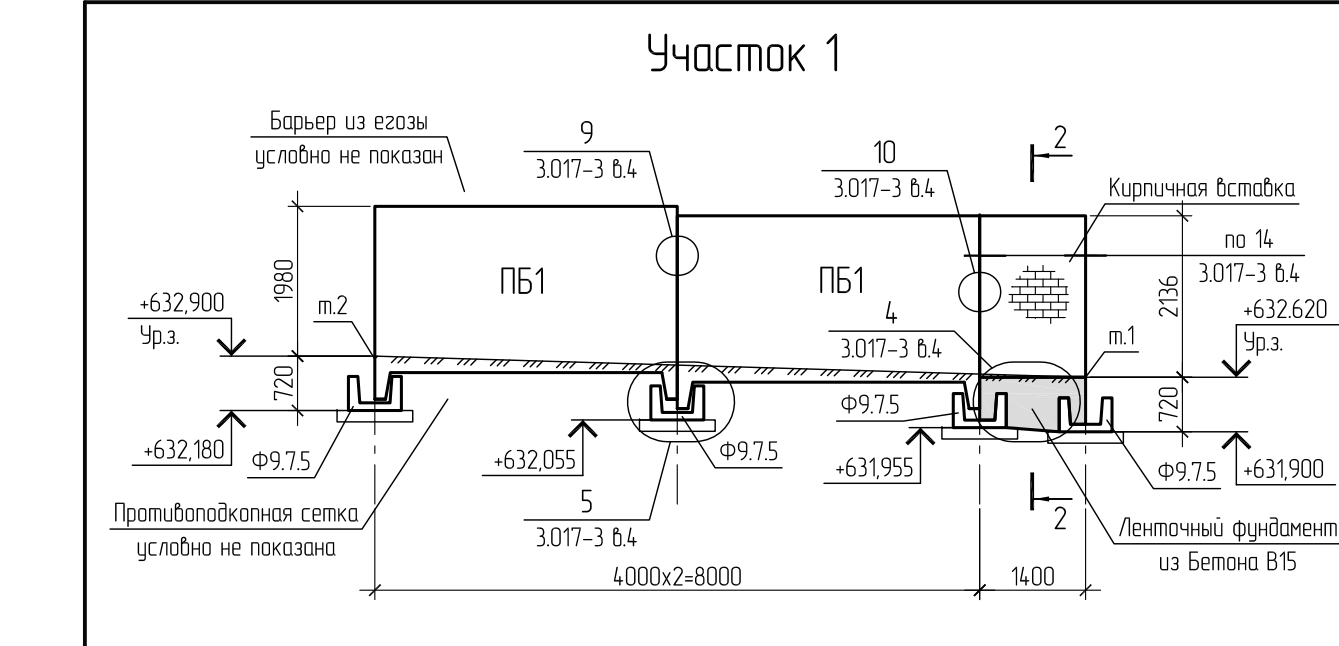 Участок 1
Барьер из егозы
условно не показан
9
3.017-3 в.4
10
3.017-3 в.4
2
Кирпичная вставка
по 14
3.017-3 в.4
1980
ПБ1
ПБ1
2136
+632,900
Ур.з.
т.2
4
3.017-3 в.4
т.1
+632.620
Ур.з.
720
720
Ф9.7.5
+632,180
Ф9.7.5
+632,055
Ф9.7.5
+631,955
Ф9.7.5
+631,900
Противоподкопная сетка
условно не показана
5
3.017-3 в.4
2
Ленточный фундамент
из Бетона В15
4000х2=8000
1400